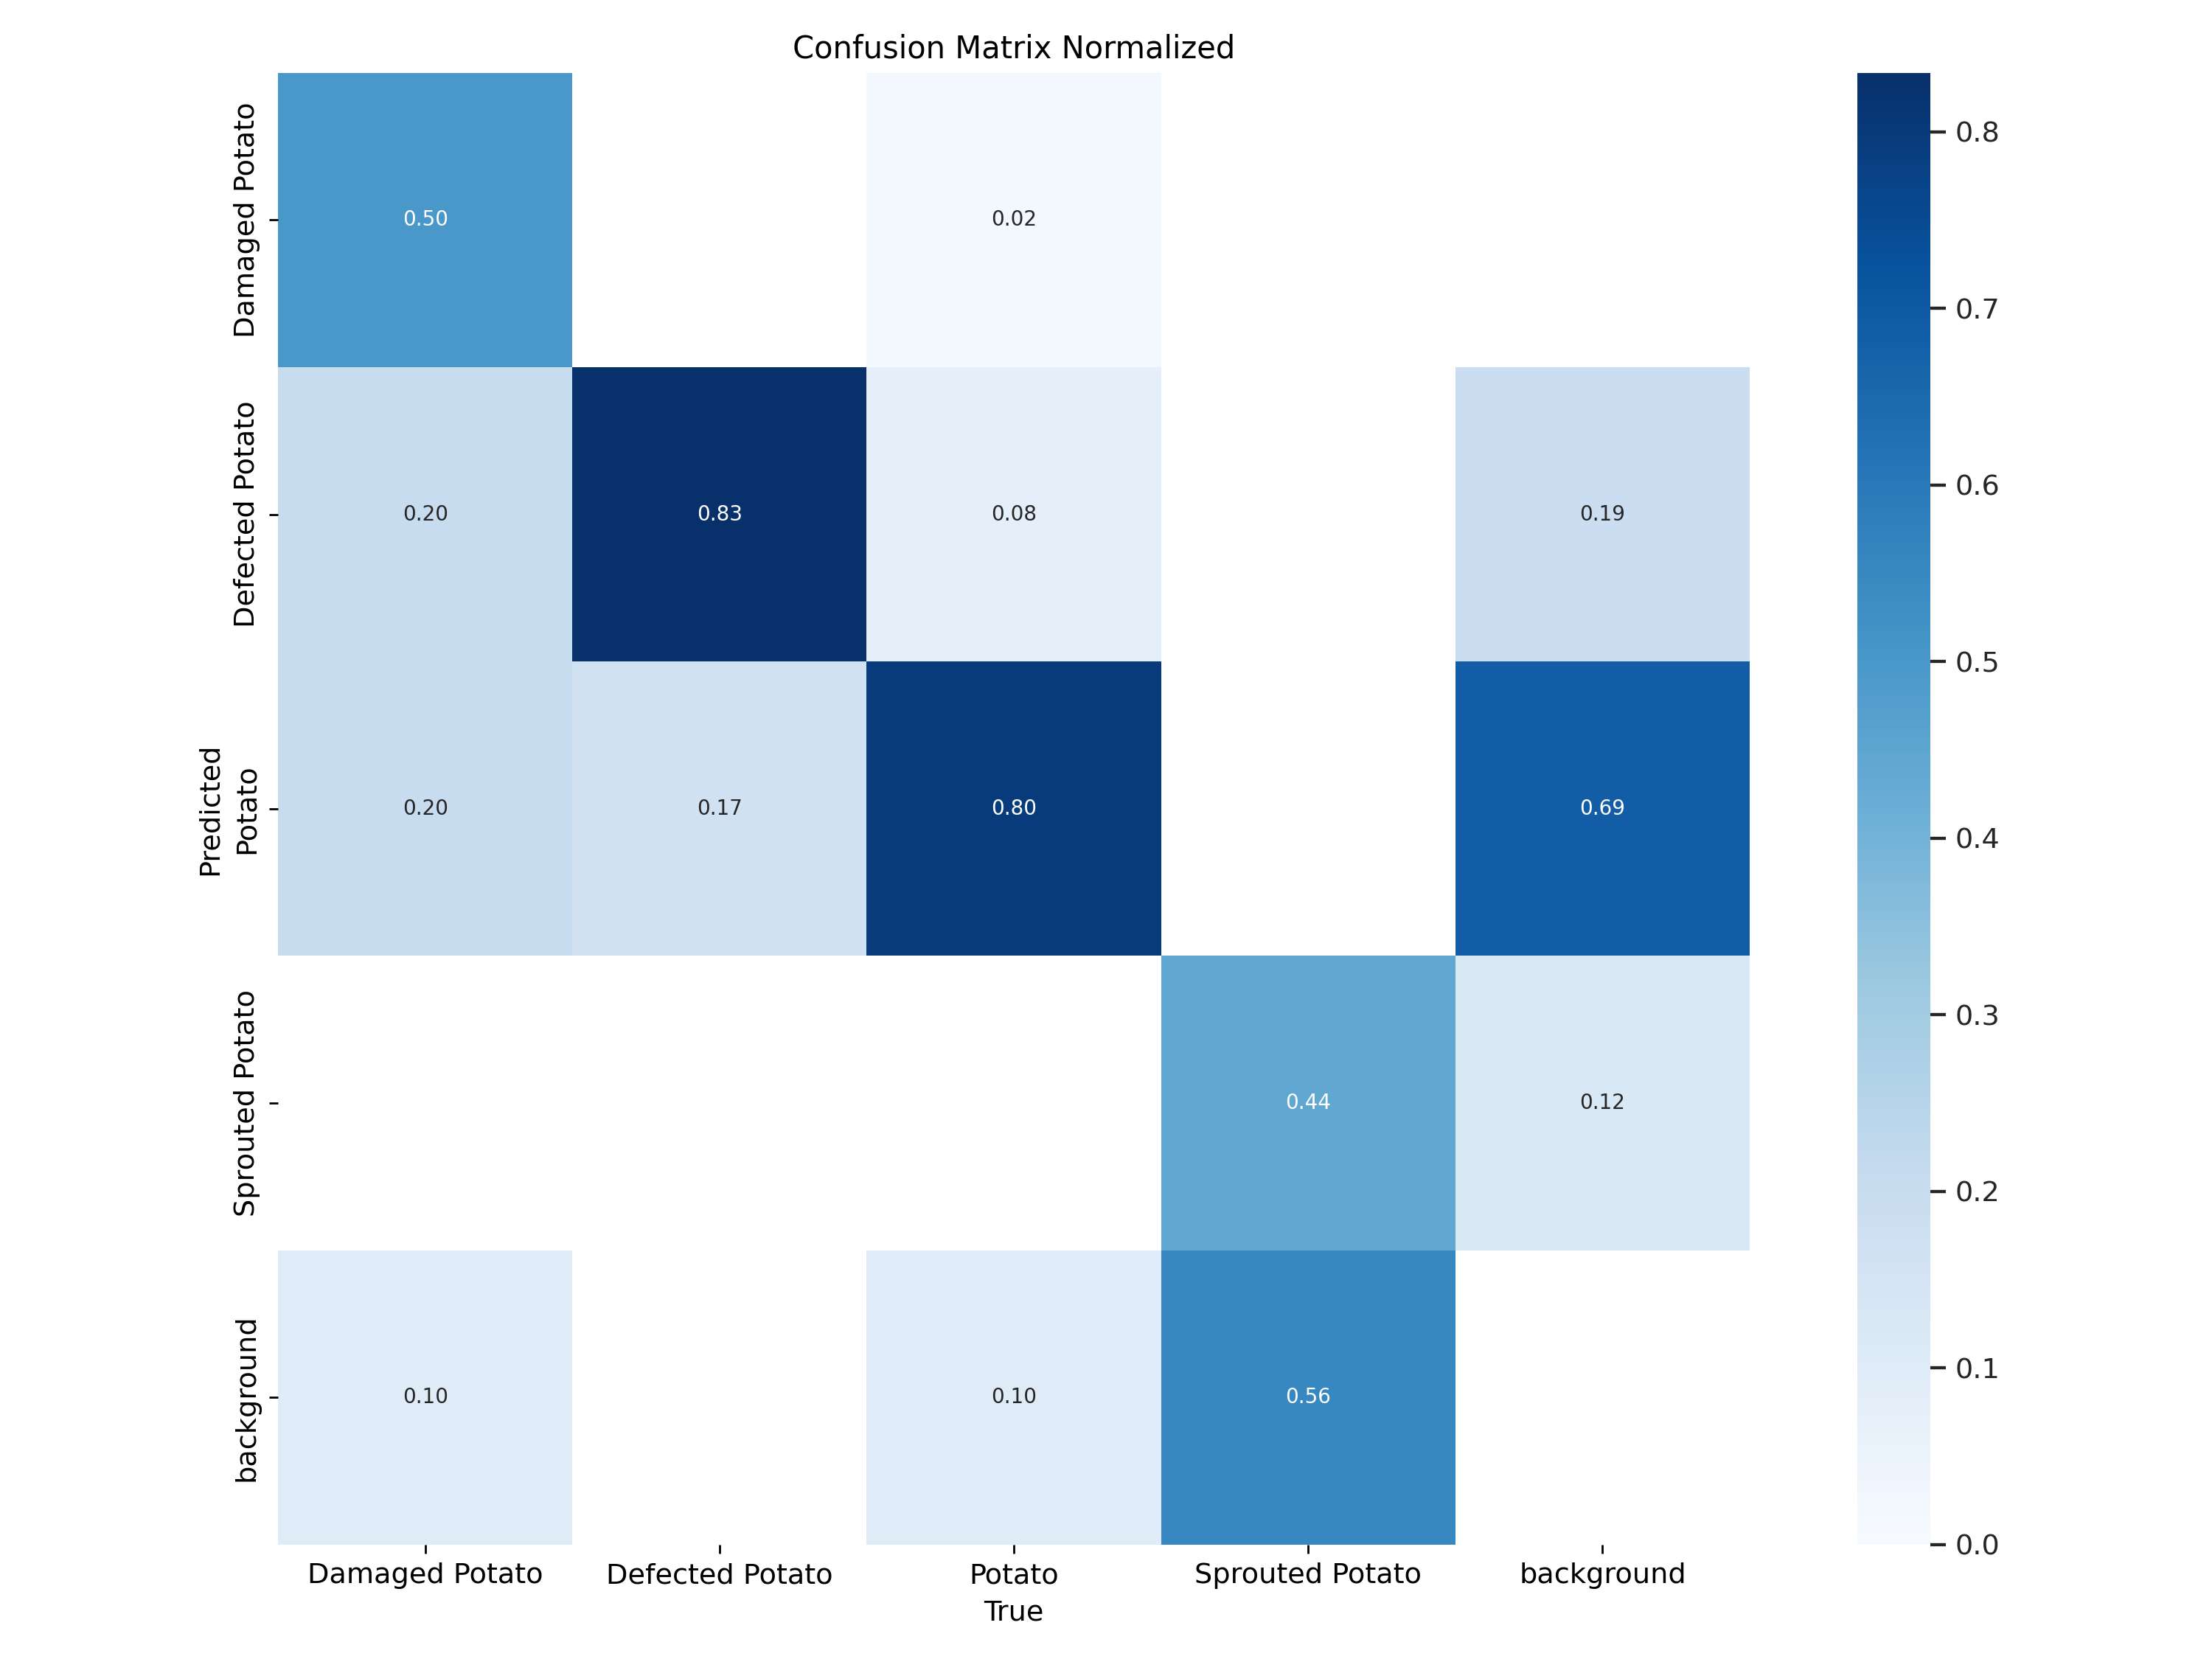 Confusion Matrix Normalized
Damaged Potato
0.50
0.02
Defected Potato
0.20
0.83
0.08
0.19
Predicted
Potato
0.20
0.17
0.80
0.69
Sprouted Potato
0.44
0.12
background
0.10
0.10
0.56
Damaged Potato
Defected Potato
Potato
Sprouted Potato
background
True
0.8
0.7
0.6
0.5
0.4
0.3
0.2
0.1
0.0